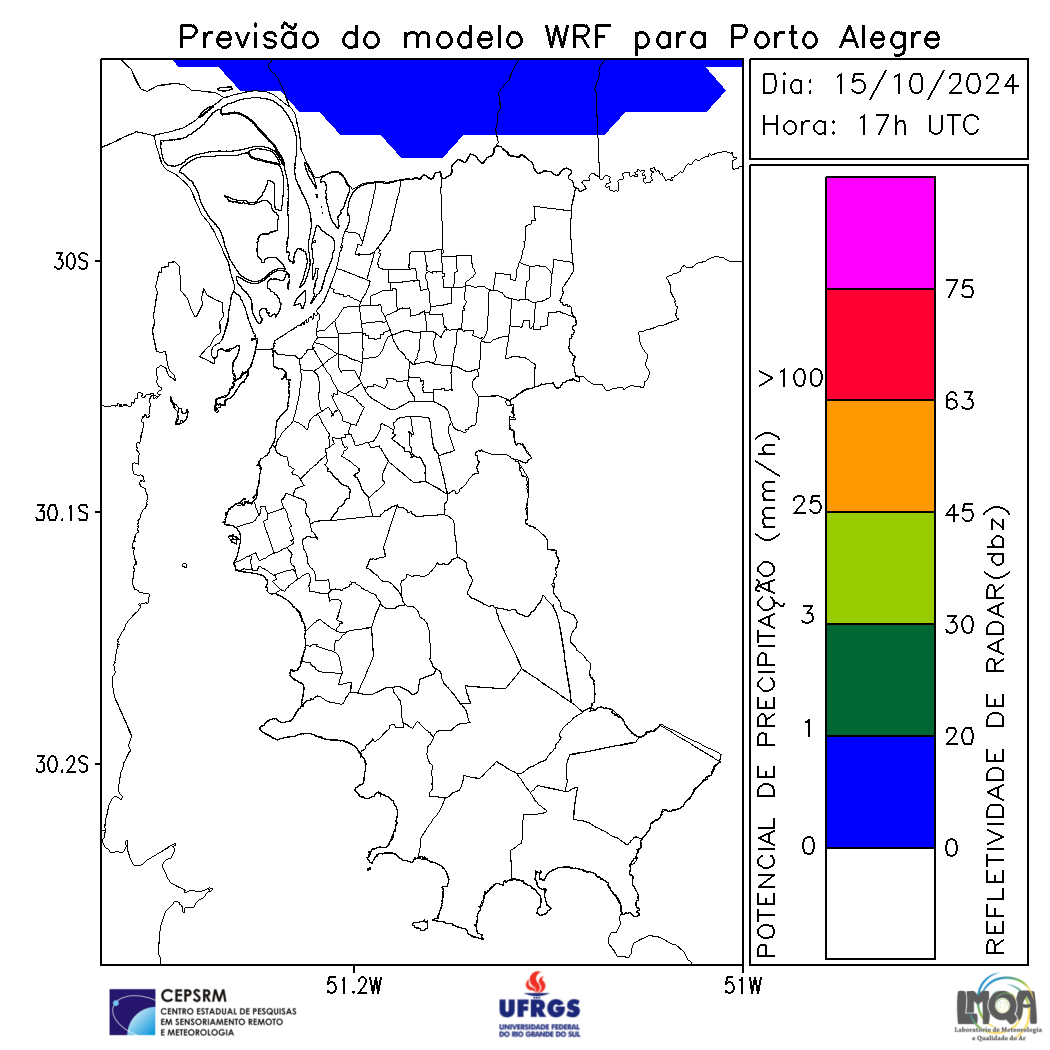 Previsão do modelo WRF para Porto Alegre
Dia: 15/10/2024
Hora: 17h UTC
30S
30.1S
30.2S
51.2W
51W
POTENCIAL DE PRECIPITAÇÃO (mm/h)
>100
25
3
1
0
75
63
45
30
20
0
REFLETIVIDADE DE RADAR(dbz)
CEPSRM
CENTRO ESTADUAL DE PESQUISAS
EM SENSORIAMENTO REMOTO
E METEOROLOGIA
UFRGS
UNIVERSIDADE FEDERAL
DO RIO GRANDE DO SUL
LMQA
Laboratório de Meteorologia
e Qualidade do Ar